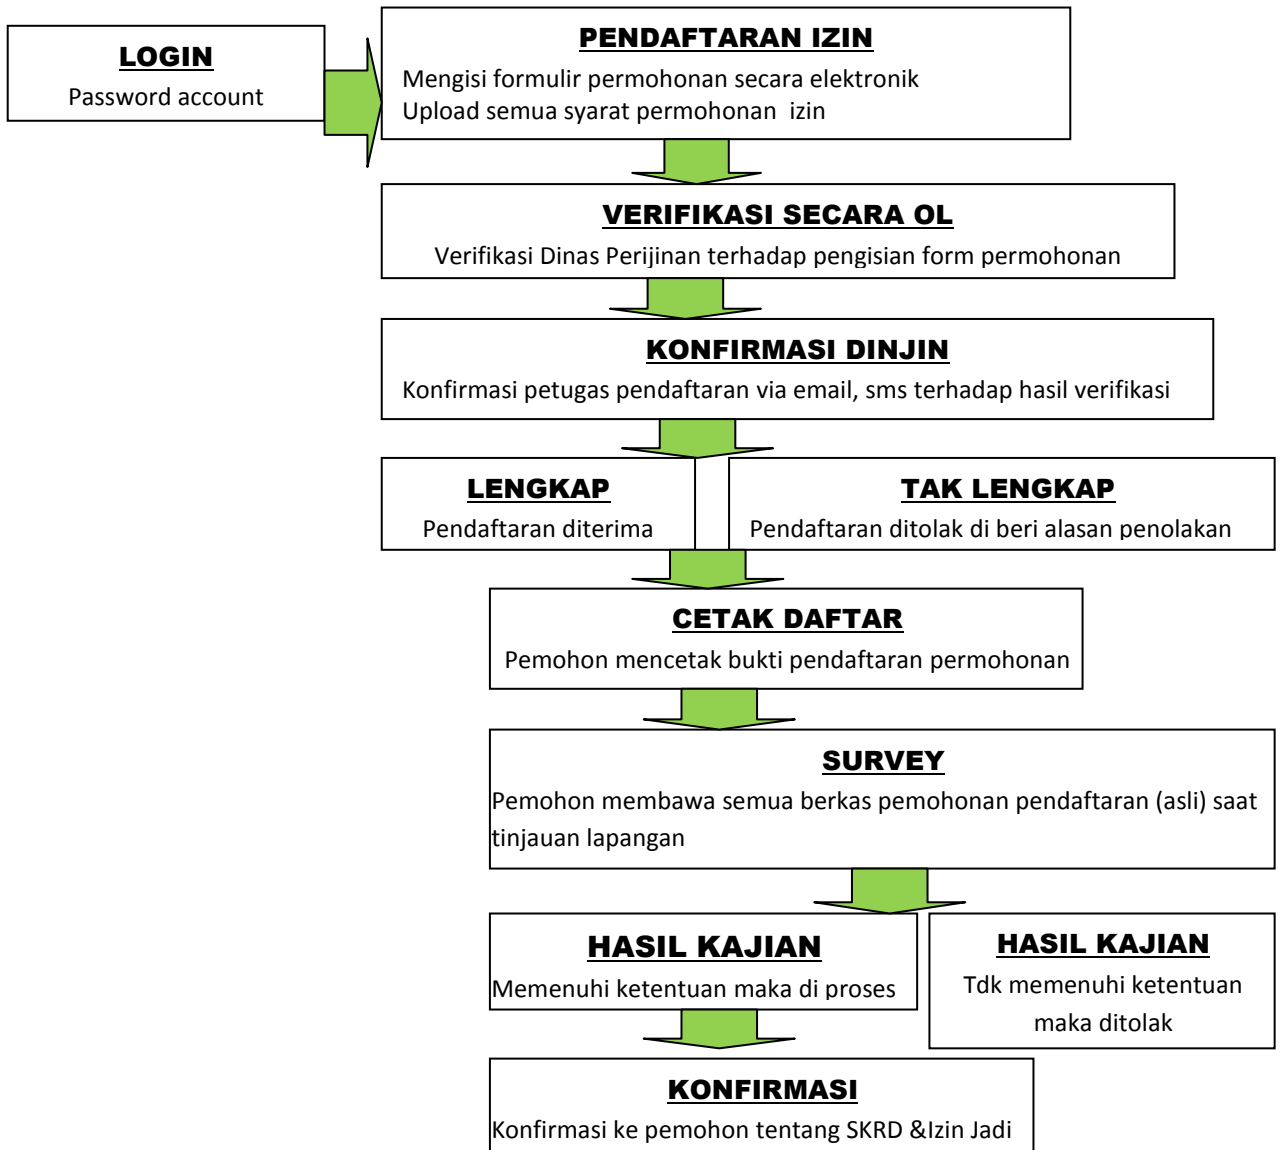 LOGIN
Password account
PENDAFTARAN IZIN
Mengisi formulir permohonan secara elektronik
Upload semua syarat permohonan izin
VERIFIKASI SECARA OL
Verifikasi Dinas Perijinan terhadap pengisian form permohonan
KONFIRMASI DINJIN
Konfirmasi petugas pendaftaran via email, sms terhadap hasil verifikasi
LENGKAP
Pendaftaran diterima
TAK LENGKAP
Pendaftaran ditolak di beri alasan penolakan
CETAK DAFTAR
Pemohon mencetak bukti pendaftaran permohonan
SURVEY
Pemohon membawa semua berkas pemohonan pendaftaran (asli) saat
tinjauan lapangan
HASIL KAJIAN
Memenuhi ketentuan maka di proses
HASIL KAJIAN
Tdk memenuhi ketentuan
maka ditolak
KONFIRMASI
Konfirmasi ke pemohon tentang SKRD &Izin Jadi